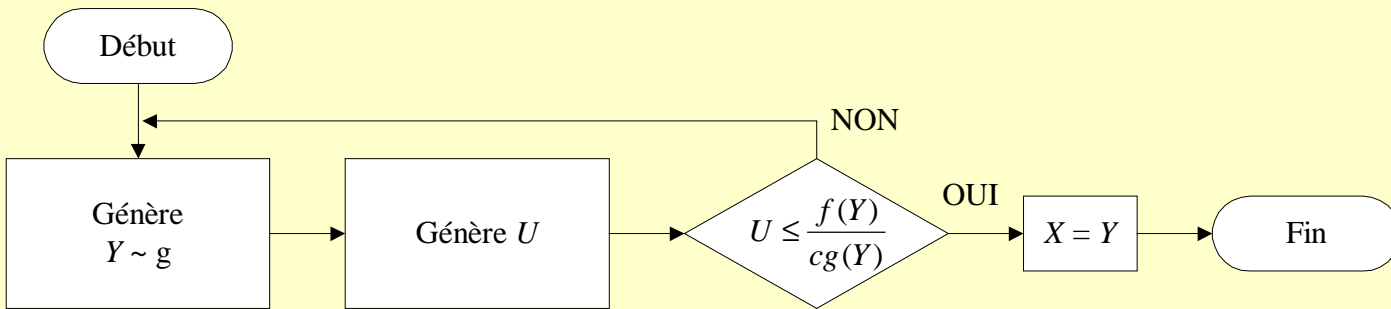 Début
NON
Génère
Y ~ g
Génère U
U ≤ f(Y) / cg(Y)
OUI
X = Y
Fin